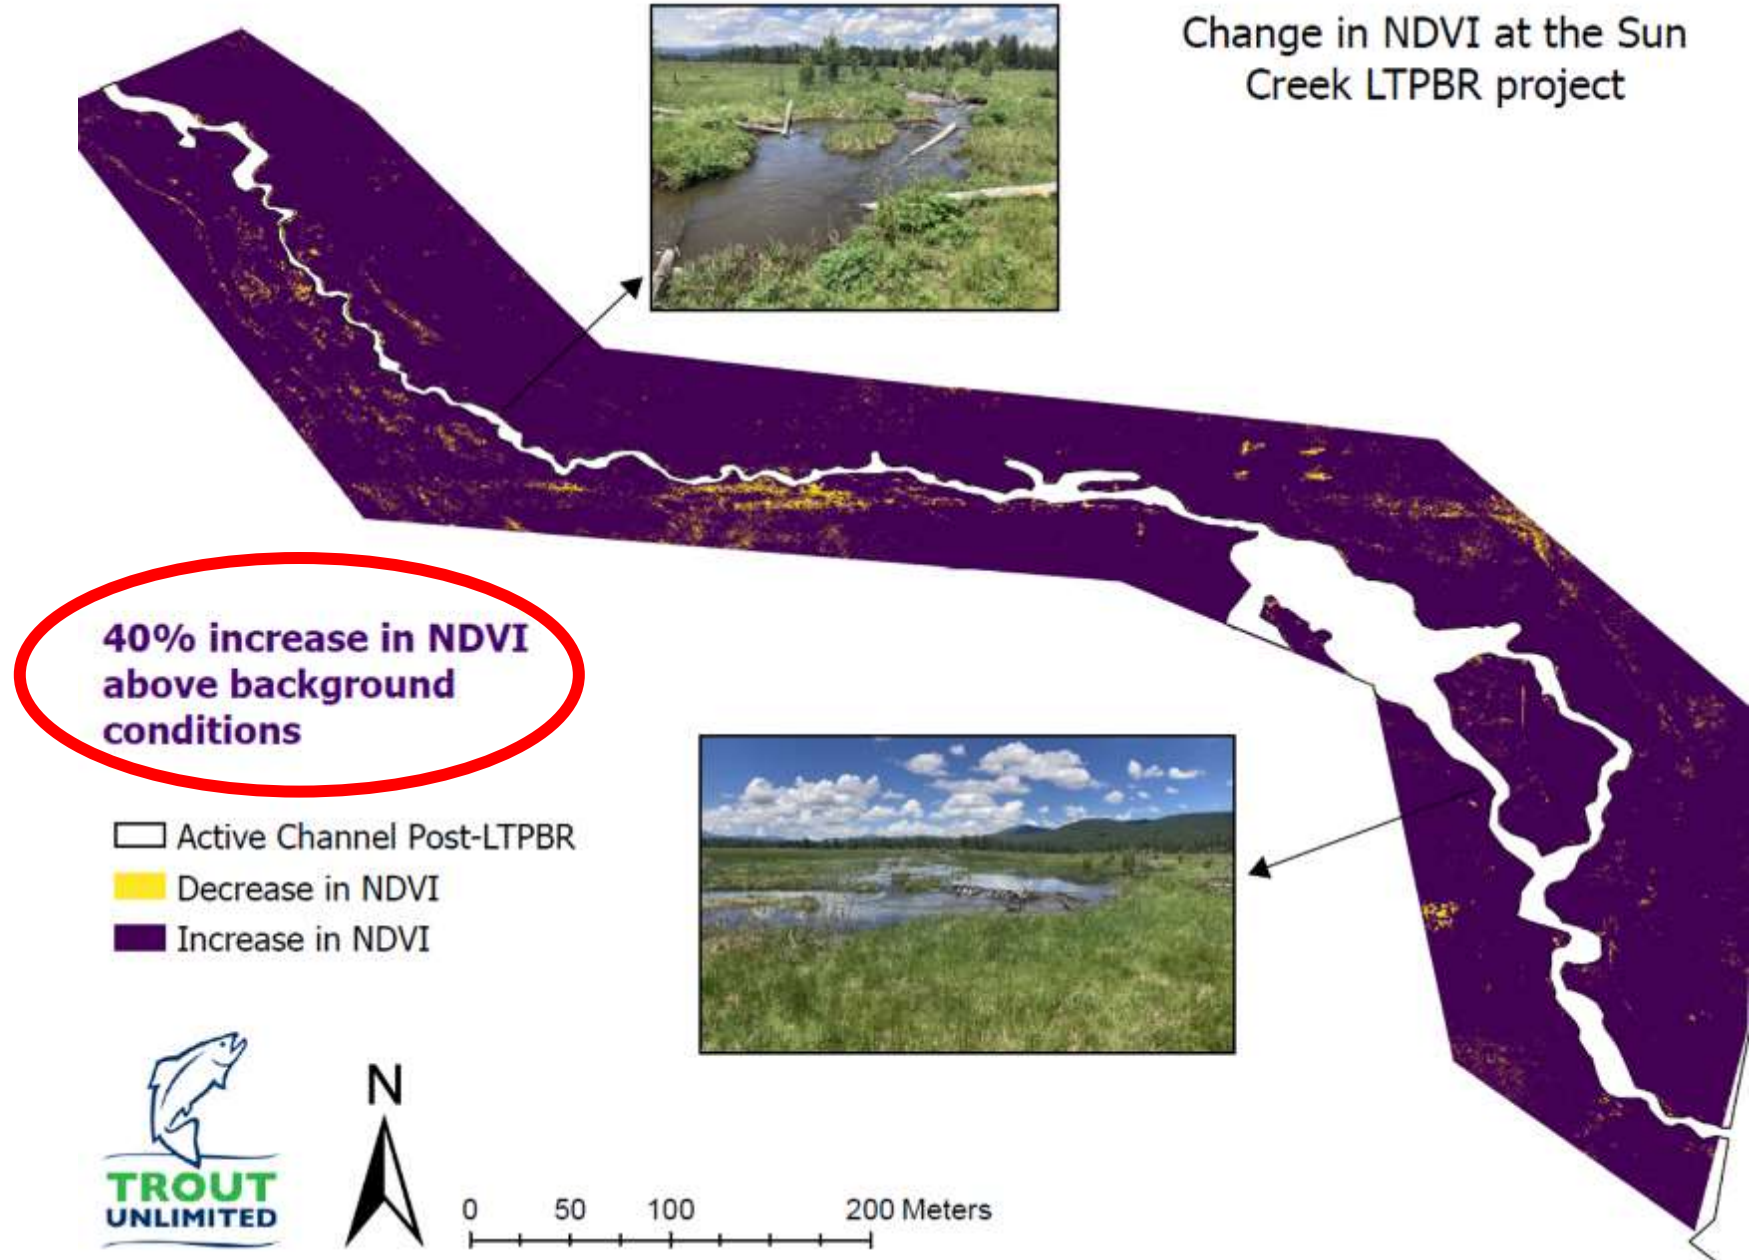 Change in NDVI at the Sun
Creek LTPBR project
40% increase in NDVI
above background
conditions
Active Channel Post-LTPBR
Decrease in NDVI
Increase in NDVI
TROUT
UNLIMITED
N
0 50 100 200 Meters